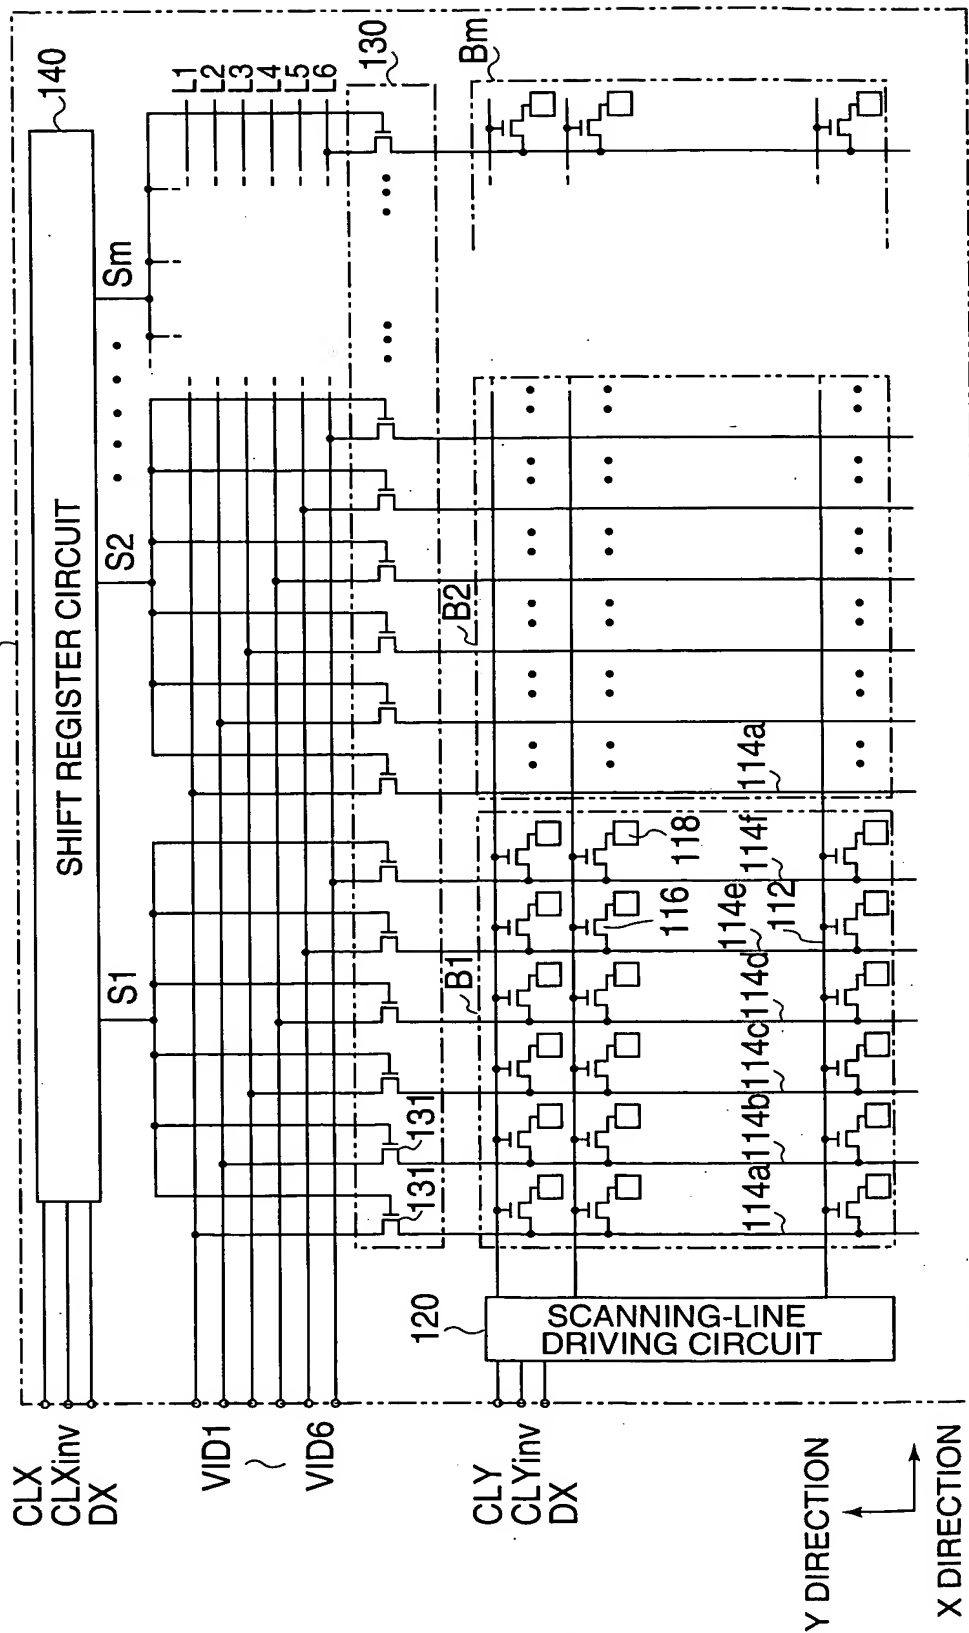 CLX
CLXinv
DX
SHIFT REGISTER CIRCUIT
140
S1
S2
Sm
VID1
VID6
L1
L2
L3
L4
L5
L6
130
131
131
B1
B2
Bm
CLY
CLYinv
DX
120
SCANNING-LINE
DRIVING CIRCUIT
116
118
114a
114b
114c
114d
114e
114f
112
114a
Y DIRECTION
X DIRECTION